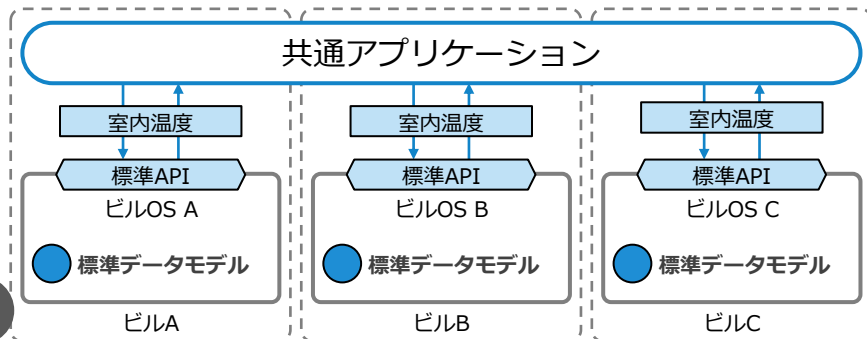 共通アプリケーション
室内温度
室内温度
室内温度
標準API
標準API
標準API
ビルOS A
ビルOS B
ビルOS C
標準データモデル
標準データモデル
標準データモデル
ビルA
ビルB
ビルC